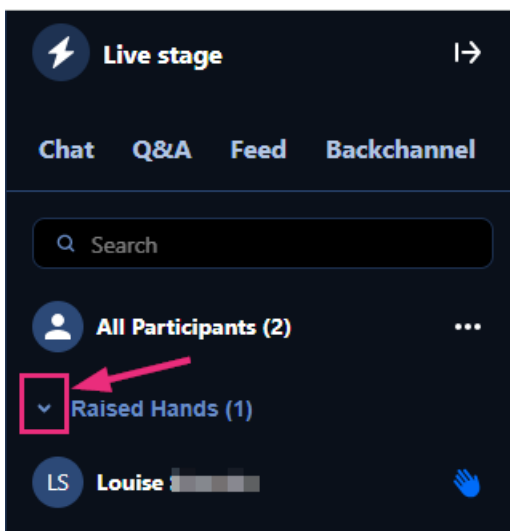 Live stage
Chat Q&A Feed Backchannel
Search
All Participants (2)
Raised Hands (1)
LS Louise